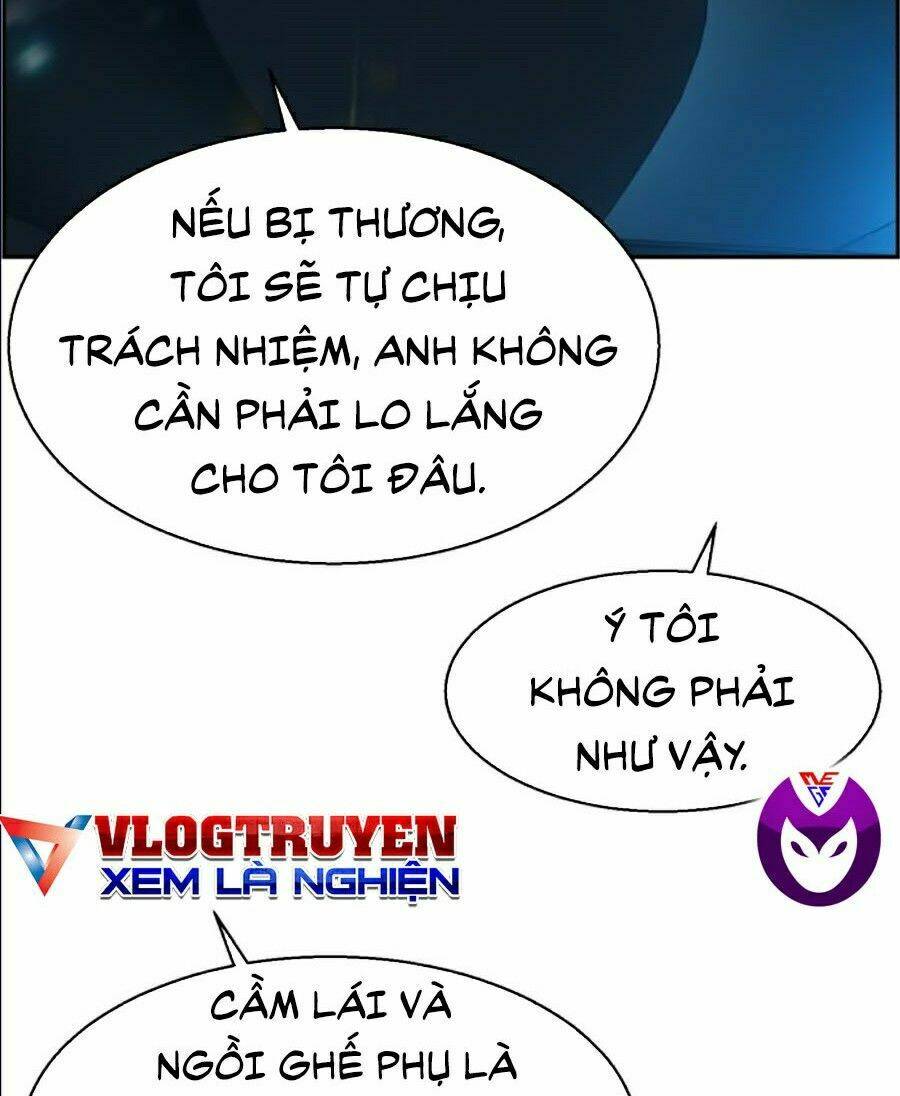 NẾU BỊ THƯƠNG,
TÔI SẼ TỰ CHỊU
TRÁCH NHIỆM, ANH KHÔNG
CẦN PHẢI LO LẮNG
CHO TÔI ĐÂU.
Ý TÔI
KHÔNG PHẢI
NHƯ VẬY.
VLOGTRUYEN
XEM LÀ NGHIỆN
CẦM LÁI VÀ
NGỒI GHẾ PHỤ LÀ